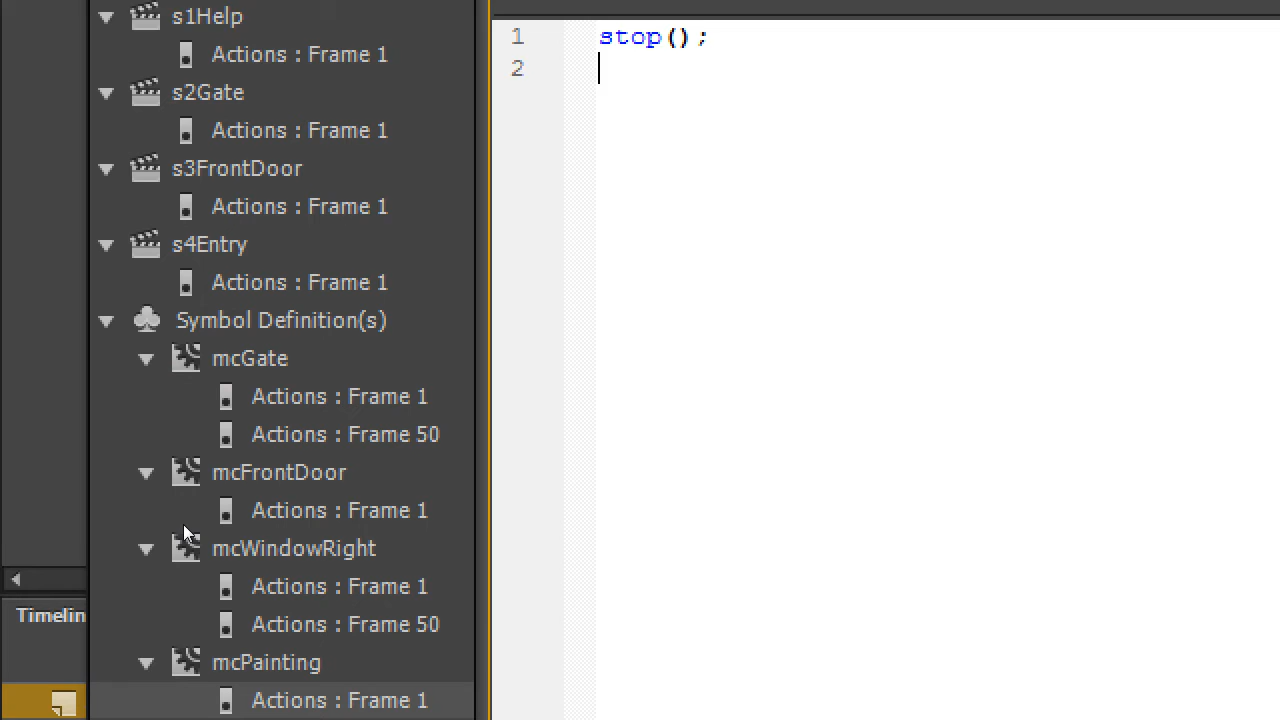 s1Help
Actions : Frame 1
s2Gate
Actions : Frame 1
s3FrontDoor
Actions : Frame 1
s4Entry
Actions : Frame 1
Symbol Definition(s)
mcGate
Actions : Frame 1
Actions : Frame 50
mcFrontDoor
Actions : Frame 1
mcWindowRight
Actions : Frame 1
Actions : Frame 50
mcPainting
Actions : Frame 1
Timelin
1 stop();
2